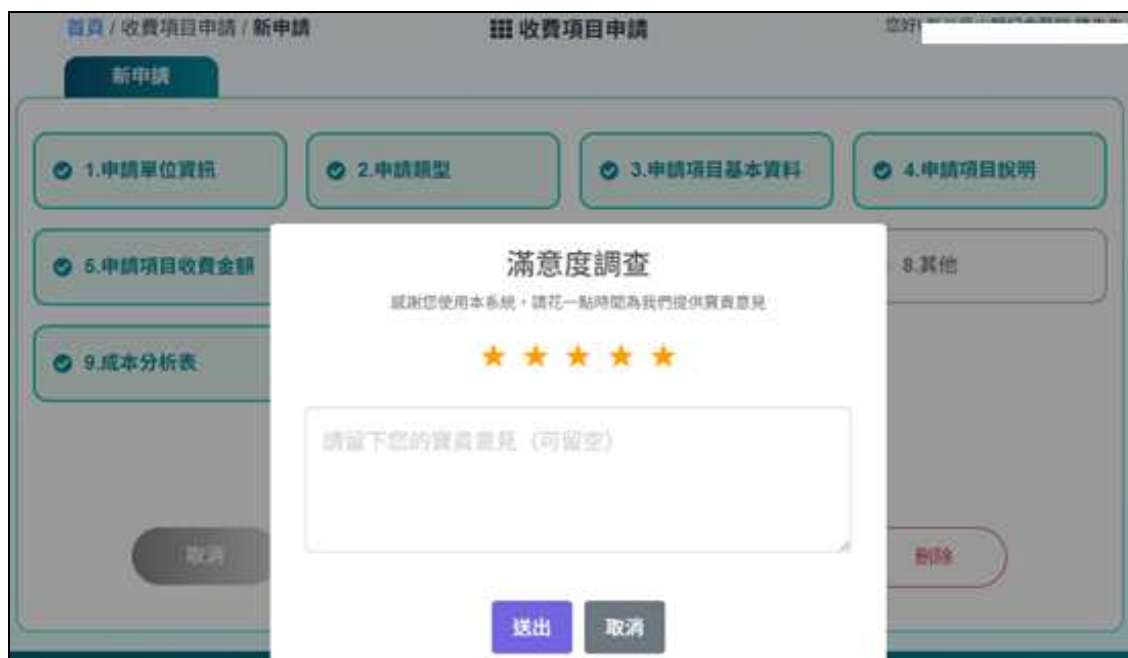 首頁 / 收費項目申請 / 新申請
收費項目申請
您好!
新申請
1.申請單位資訊
2.申請類型
3.申請項目基本資料
4.申請項目說明
5.申請項目收費金額
8.其他
9.成本分析表
滿意度調查
感謝您使用本系統，請花一點時間為我們提供寶貴意見
請留下您的寶貴意見（可留空）
取消
刪除
送出
取消